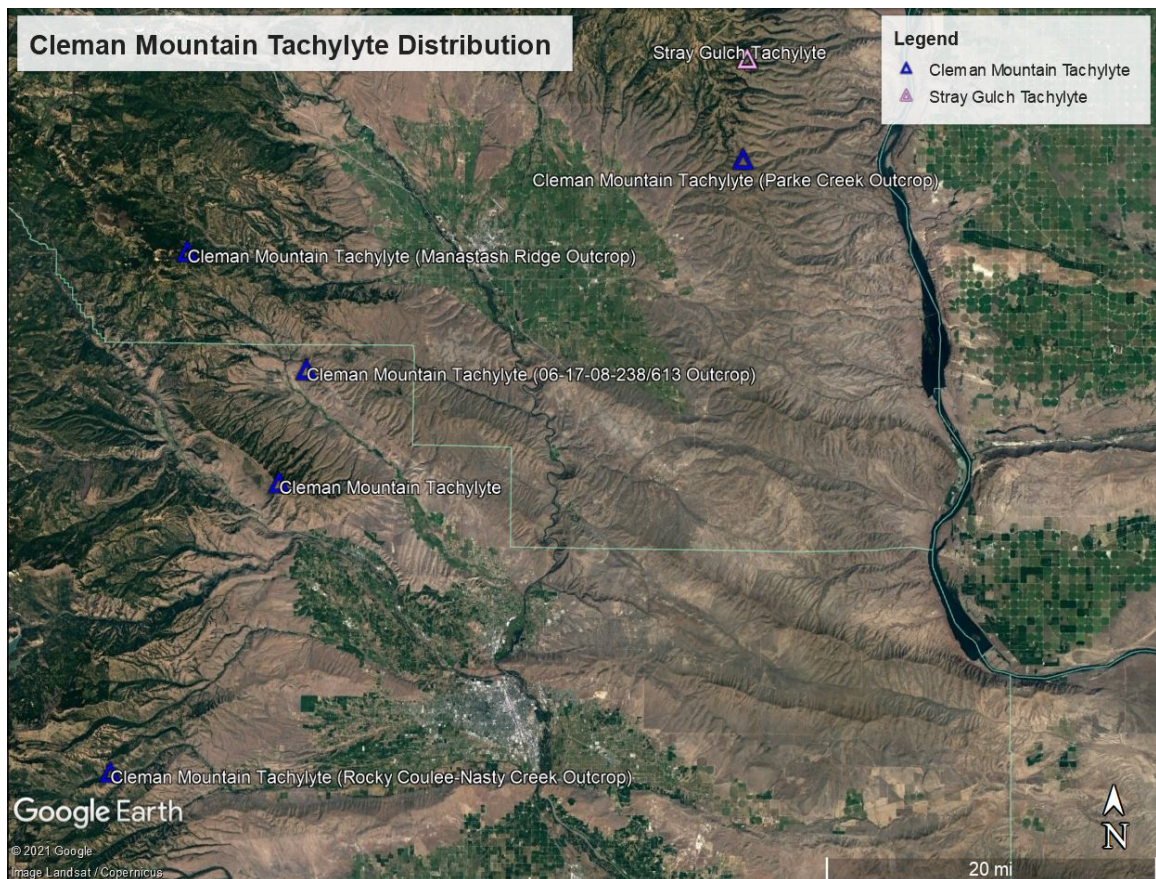 Cleman Mountain Tachylyte Distribution
Stray Gulch Tachylyte
Legend
Cleman Mountain Tachylyte
Stray Gulch Tachylyte
Cleman Mountain Tachylyte (Parke Creek Outcrop)
Cleman Mountain Tachylyte (Manastash Ridge Outcrop)
Cleman Mountain Tachylyte (06-17-08-238/613 Outcrop)
Cleman Mountain Tachylyte
Cleman Mountain Tachylyte (Rocky Coulee-Nasty Creek Outcrop)
Google Earth
N
© 2021 Google
Image Landsat / Copernicus
20 mi